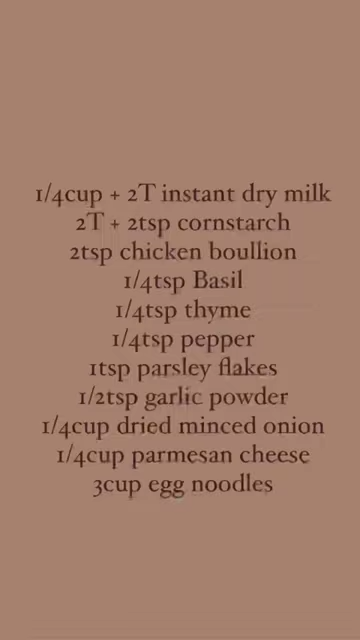 1/4cup + 2T instant dry milk
2T + 2tsp cornstarch
2tsp chicken boullion
1/4tsp Basil
1/4tsp thyme
1/4tsp pepper
1tsp parsley flakes
1/2tsp garlic powder
1/4cup dried minced onion
1/4cup parmesan cheese
3cup egg noodles